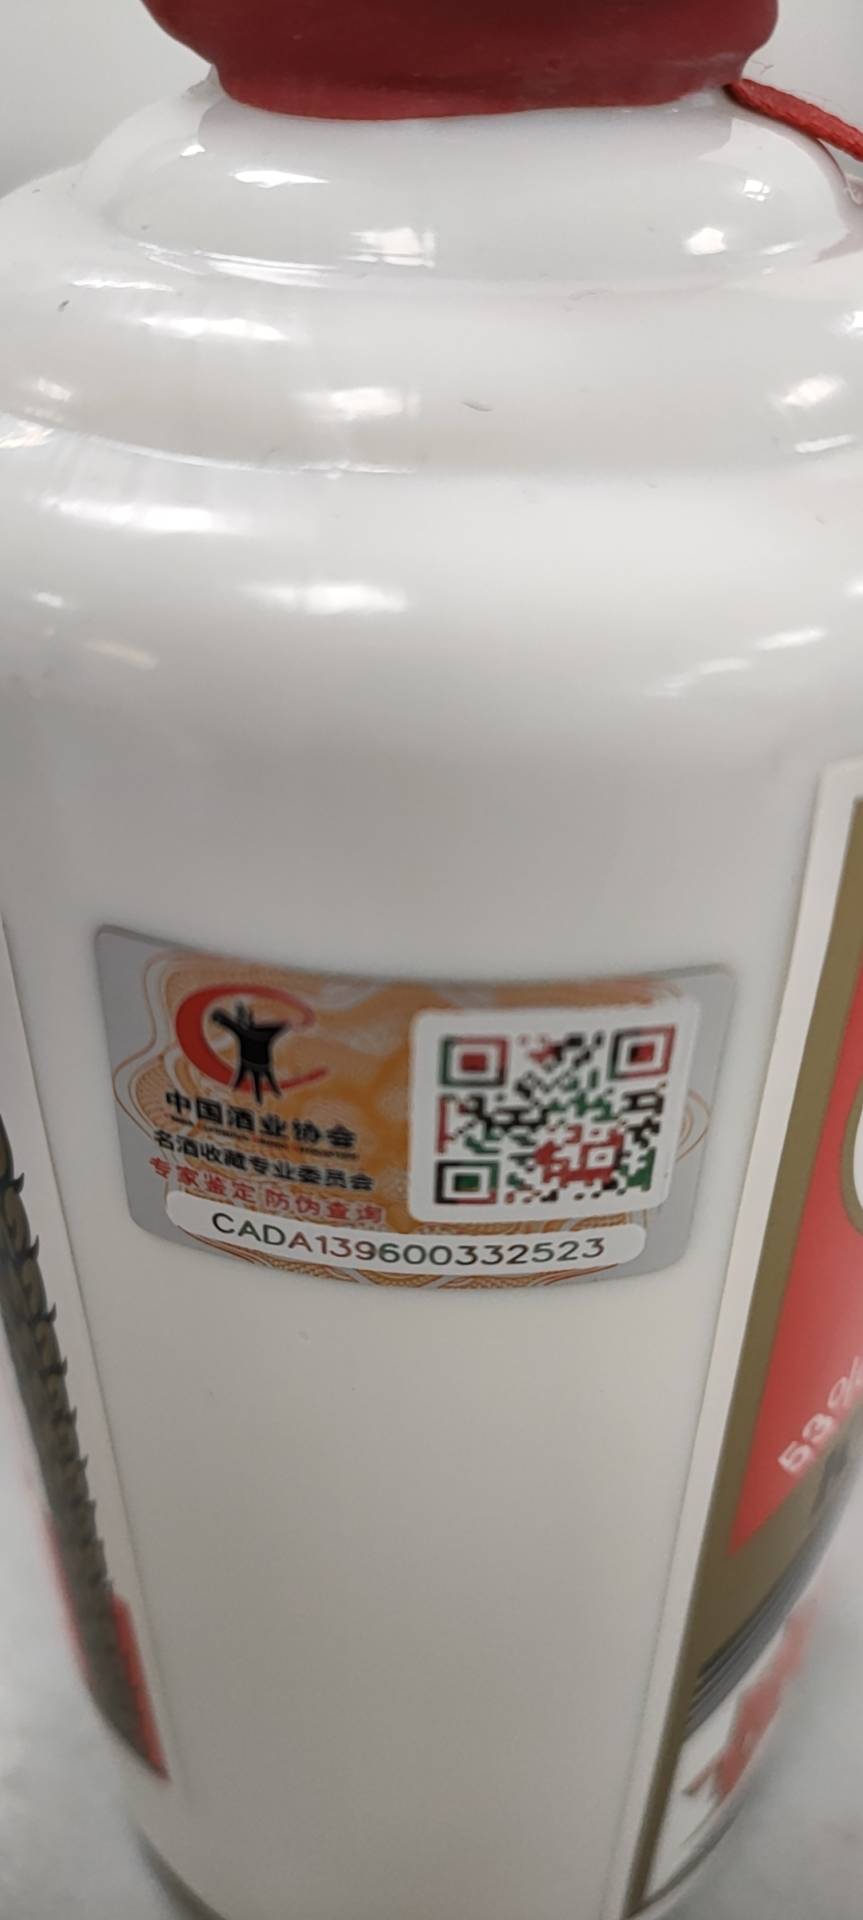 中国酒业协会
名酒收藏专业委员会
专家鉴定 防伪查询
CADA139600332523
53%